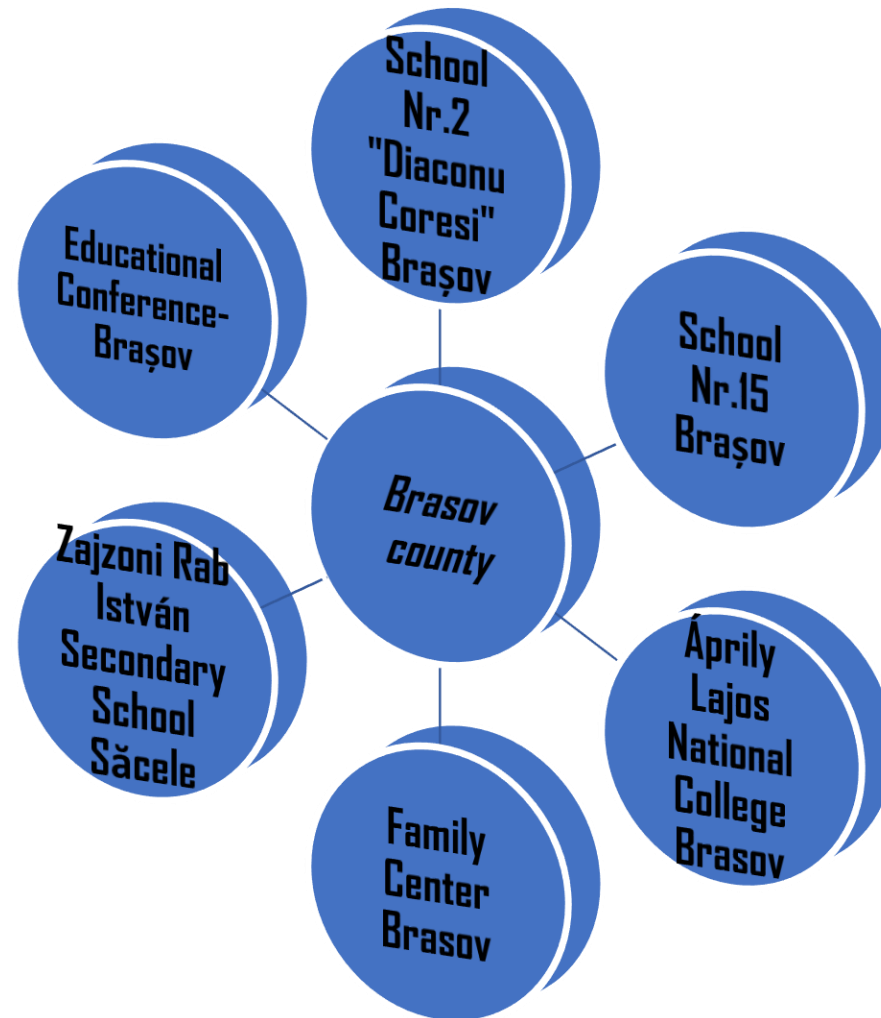 School
Nr.2
"Diaconu
Coresi"
Brașov
School
Nr.15
Brașov
Áprily
Lajos
National
College
Brasov
Family
Center
Brasov
Zajzoni Rab
István
Secondary
School
Săcele
Educational
Conference-
Brașov
Brasov
county